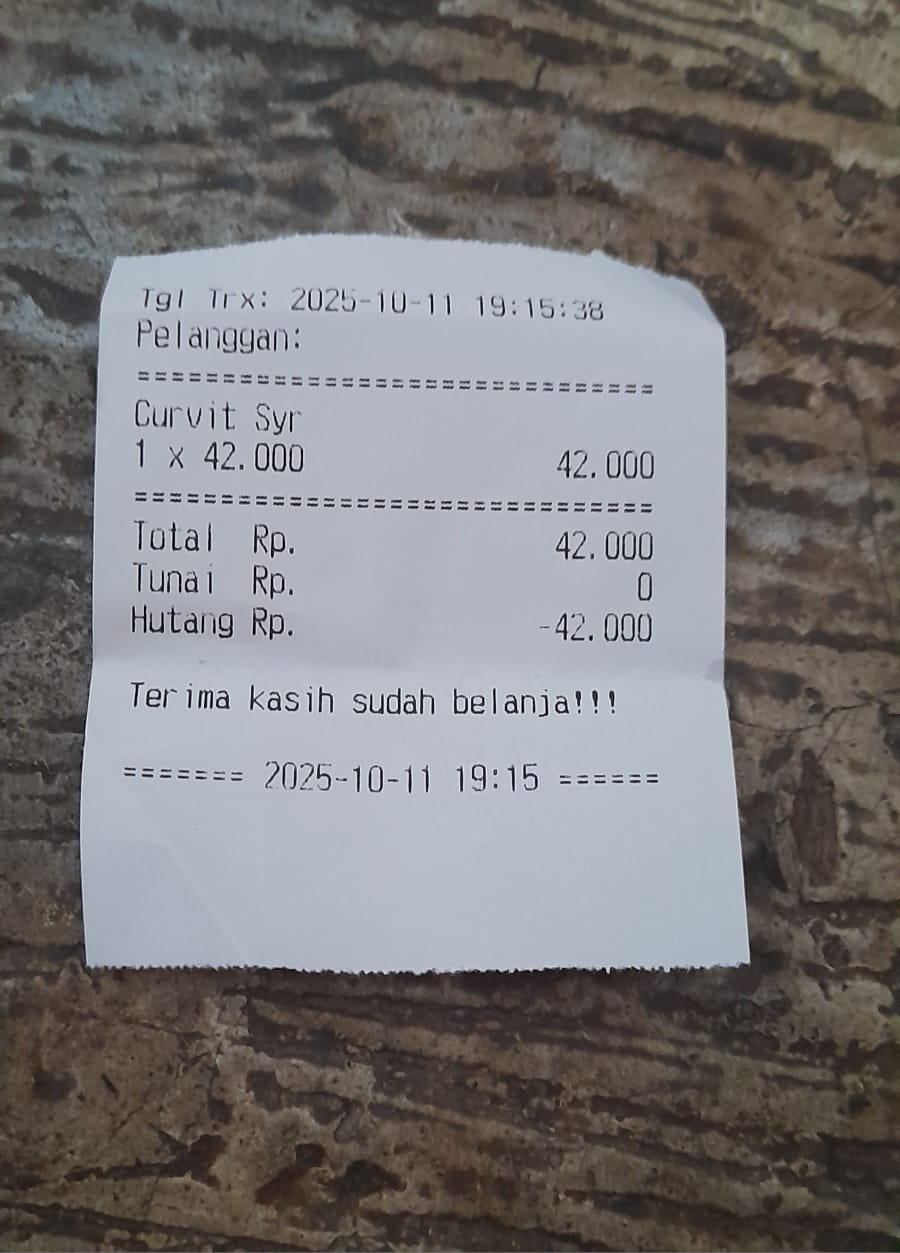 Tgl Trx: 2025-10-11 19:15:38
Pelanggan:
===============================
Curvit Syr
1 x 42.000 42.000
===============================
Total Rp. 42.000
Tunai Rp. 0
Hutang Rp. -42.000
Terima kasih sudah belanja!!!
======= 2025-10-11 19:15 ======